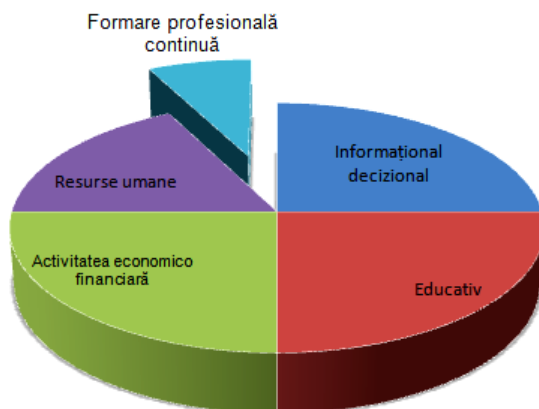 Formare profesională
continuă
Informațional
decizional
Resurse umane
Activitatea economico
financiară
Educativ